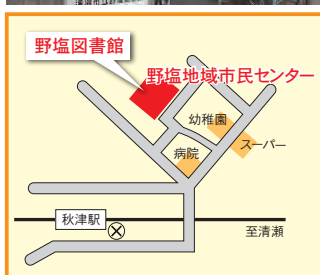 野塩図書館
野塩地域市民センター
幼稚園
スーパー
病院
秋津駅
至清瀬